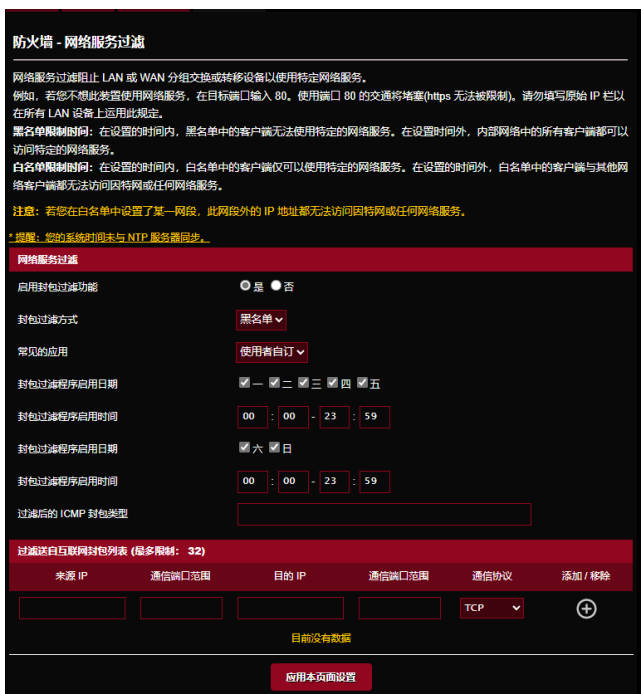 防火墙 - 网络服务过滤
网络服务过滤阻止 LAN 或 WAN 分组交换或转移设备以使用特定网络服务。
例如，若您不想此装置使用网络服务，在目标端口输入 80。使用端口 80 的交通将堵塞(https 无法被限制)。请勿填写原始 IP 栏以
在所有 LAN 设备上运用此规定。
黑名单限制时间：在设置的时间内，黑名单中的客户端无法使用特定的网络服务。在设置时间外，内部网络中的所有客户端都可以
访问特定的网络服务。
白名单限制时间：在设置的时间内，白名单中的客户端仅可以使用特定的网络服务。在设置的时间外，白名单中的客户端与其他网
络客户端都无法访问因特网或任何网络服务。
注意：若您在白名单中设置了某一网段，此网段外的 IP 地址都无法访问因特网或任何网络服务。
* 提醒：您的系统时间未与 NTP 服务器同步。
网络服务过滤
启用封包过滤功能 是 否
封包过滤方式 黑名单
常见的应用 使用者自订
封包过滤程序启用日期 一 二 三 四 五
封包过滤程序启用时间 00 : 00 - 23 : 59
封包过滤程序启用日期 六 日
封包过滤程序启用时间 00 : 00 - 23 : 59
过滤后的 ICMP 封包类型
过滤送自互联网封包列表 (最多限制： 32)
来源 IP 通信端口范围 目的 IP 通信端口范围 通信协议 添加 / 移除
TCP
目前没有数据
应用本页面设置